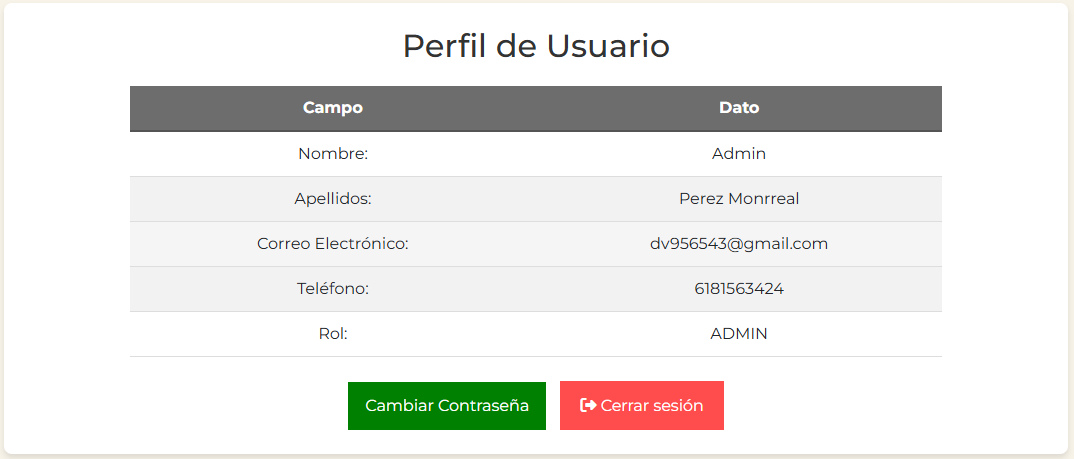 Perfil de Usuario
Campo Dato
Nombre: Admin
Apellidos: Perez Monrreal
Correo Electrónico: dv956543@gmail.com
Teléfono: 6181563424
Rol: ADMIN
Cambiar Contraseña Cerrar sesión